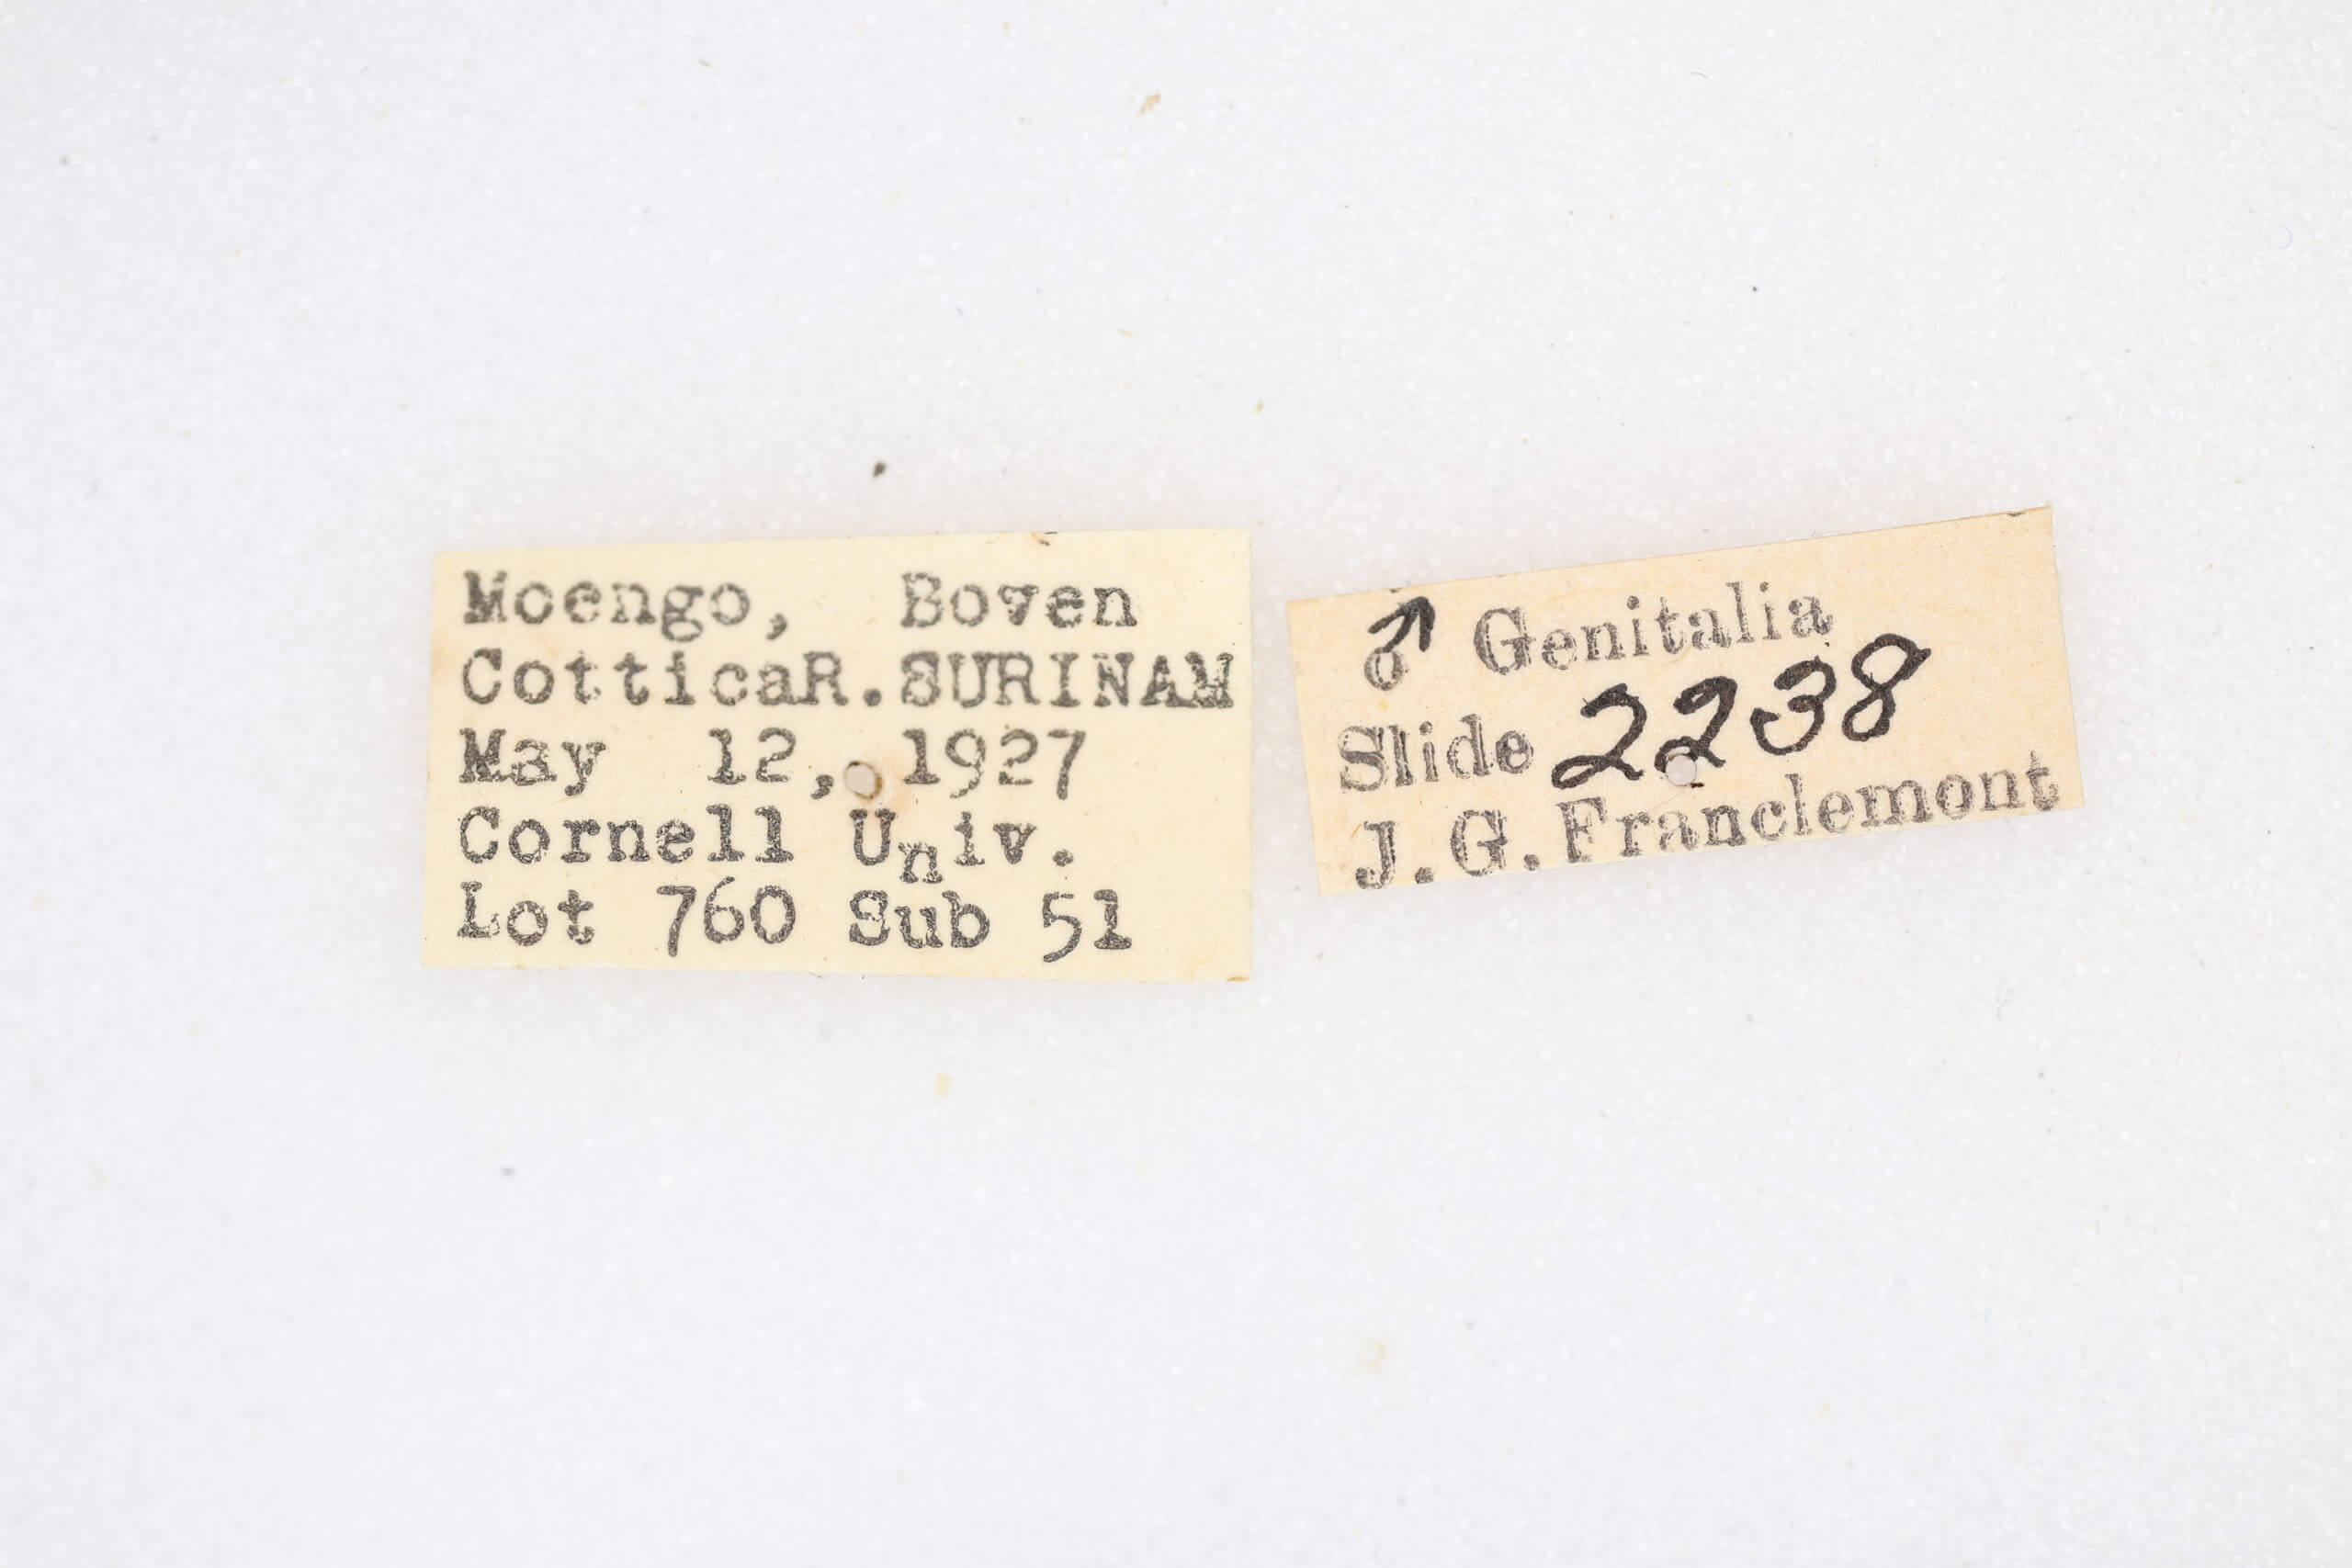 Moengo, Boven
CotticaR.SURINAM
May 12, 1927
Cornell Univ.
Lot 760 Sub 51
♂ Genitalia
Slide 2238
J.G.Franclemont